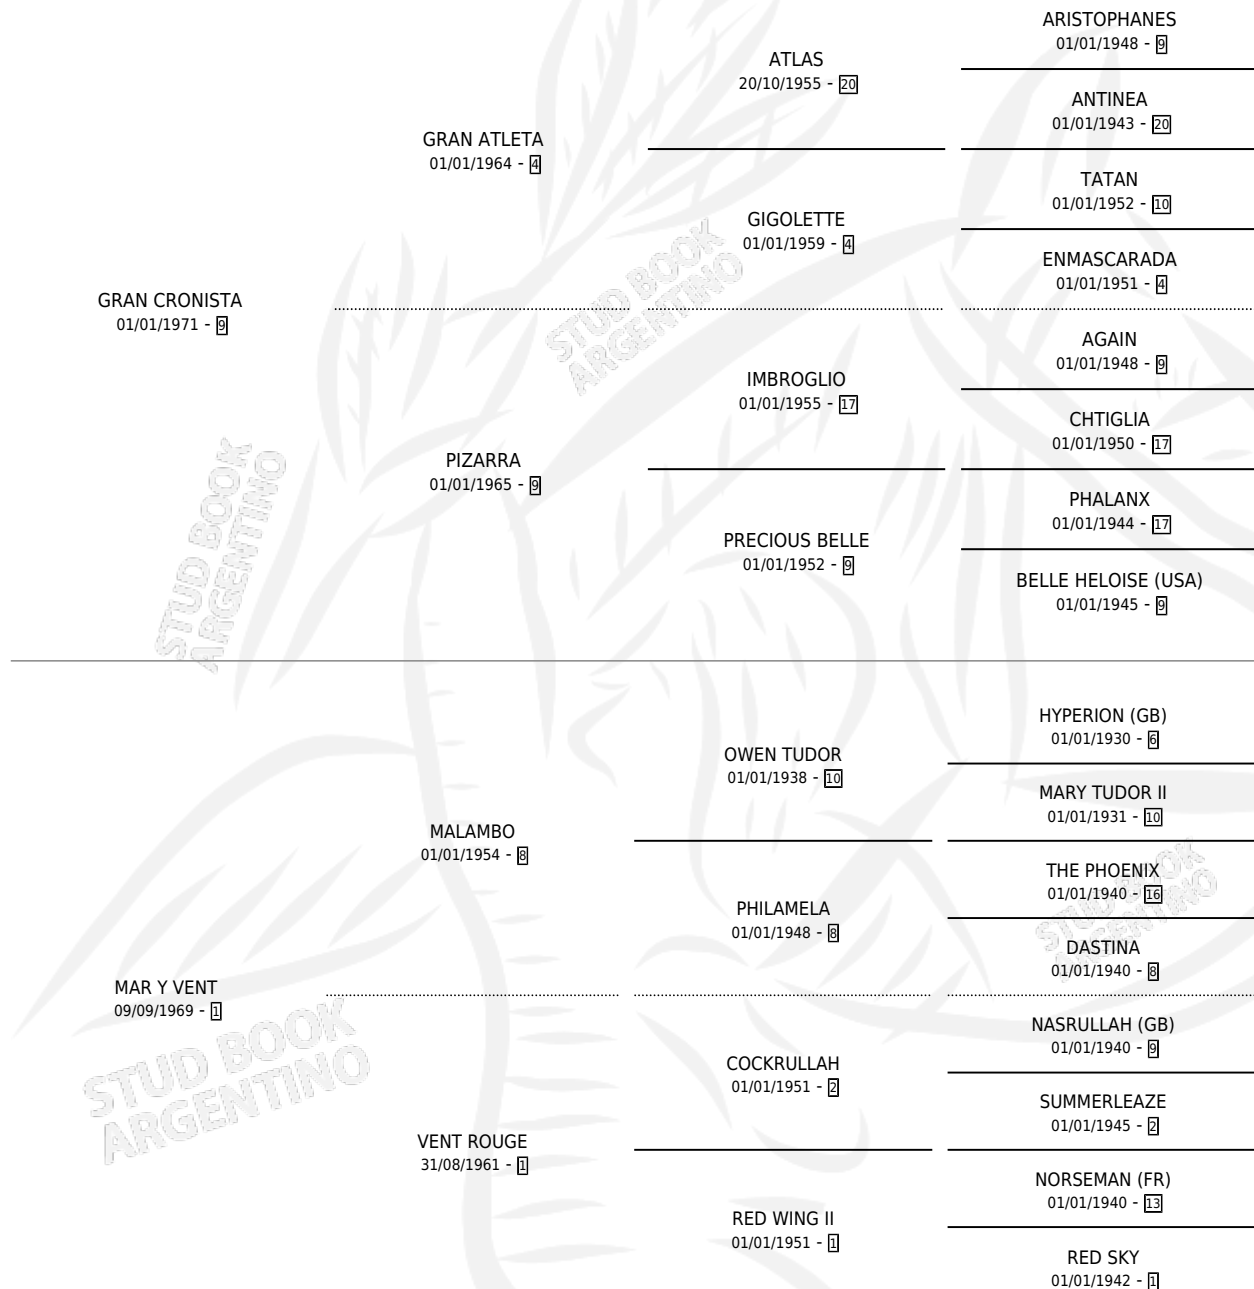 ARISTOPHANES
01/01/1948 - 9
ATLAS
20/10/1955 - 20
ANTINEA
01/01/1943 - 20
GRAN ATLETA
01/01/1964 - 4
TATAN
01/01/1952 - 10
GIGOLETTE
01/01/1959 - 4
ENMASCARADA
01/01/1951 - 4
STUD BOOK
ARGENTINO
GRAN CRONISTA
01/01/1971 - 9
AGAIN
01/01/1948 - 9
IMBROGLIO
01/01/1955 - 17
CHTIGLIA
01/01/1950 - 17
PIZARRA
01/01/1965 - 9
PHALANX
01/01/1944 - 17
PRECIOUS BELLE
01/01/1952 - 9
BELLE HELOISE (USA)
01/01/1945 - 9
STUD BOOK
ARGENTINO
HYPERION (GB)
01/01/1930 - 6
OWEN TUDOR
01/01/1938 - 10
MARY TUDOR II
01/01/1931 - 10
MALAMBO
01/01/1954 - 8
THE PHOENIX
01/01/1940 - 16
PHILAMELA
01/01/1948 - 8
DASTINA
01/01/1940 - 8
STUD BOOK
ARGENTINO
MAR Y VENT
09/09/1969 - 1
NASRULLAH (GB)
01/01/1940 - 9
COCKRULLAH
01/01/1951 - 2
SUMMERLEAZE
01/01/1945 - 2
STUD BOOK
ARGENTINO
VENT ROUGE
31/08/1961 - 1
NORSEMAN (FR)
01/01/1940 - 13
RED WING II
01/01/1951 - 1
RED SKY
01/01/1942 - 1